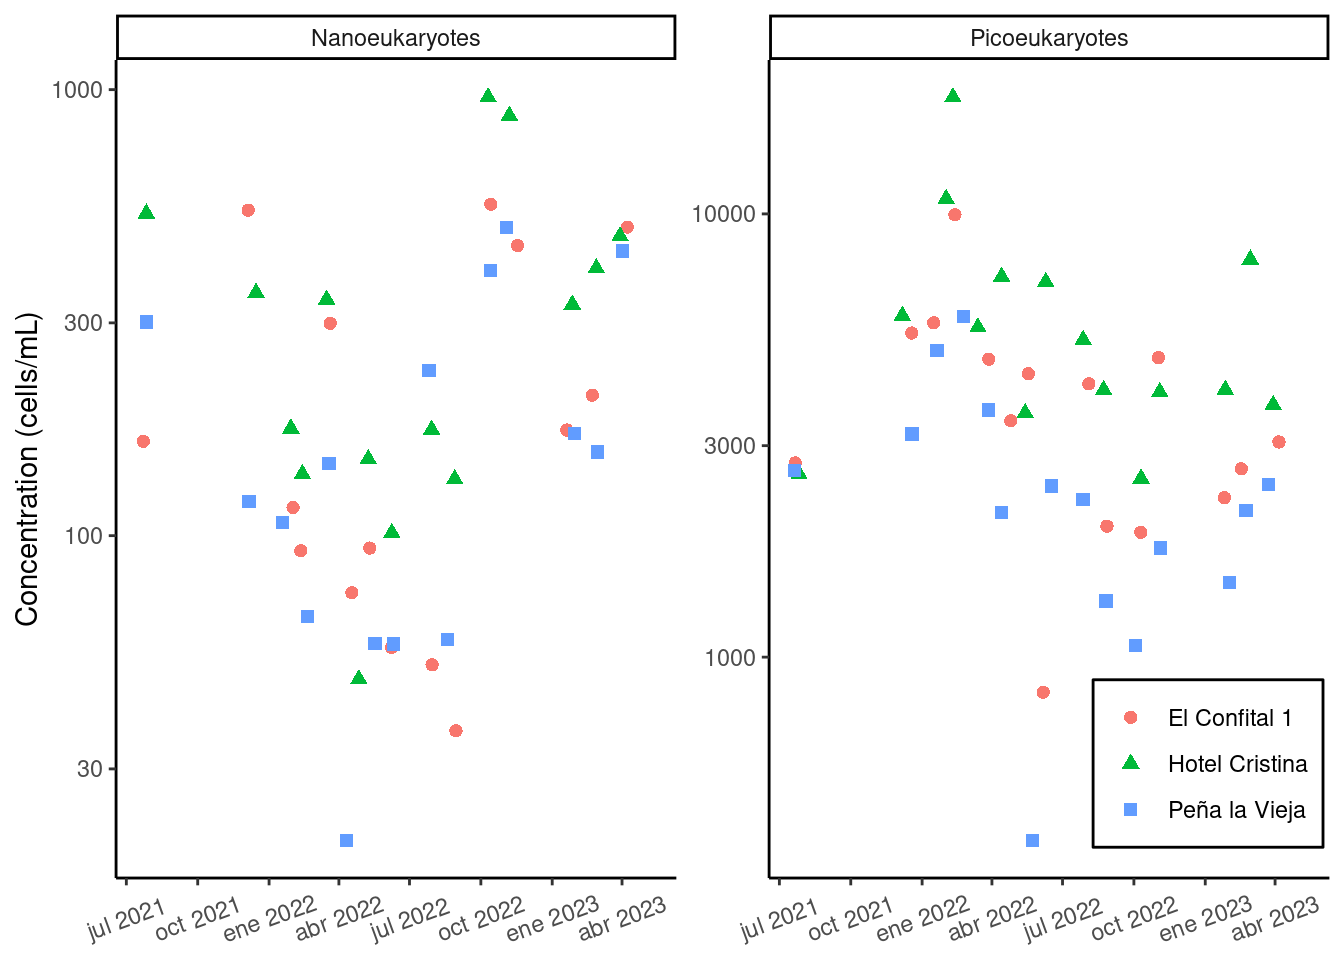 Nanoeukaryotes
Picoeukaryotes
Concentration (cells/mL)
1000
300
100
30
10000
3000
1000
El Confital 1
Hotel Cristina
Peña la Vieja
jul 2021
oct 2021
ene 2022
abr 2022
jul 2022
oct 2022
ene 2023
abr 2023
jul 2021
oct 2021
ene 2022
abr 2022
jul 2022
oct 2022
ene 2023
abr 2023